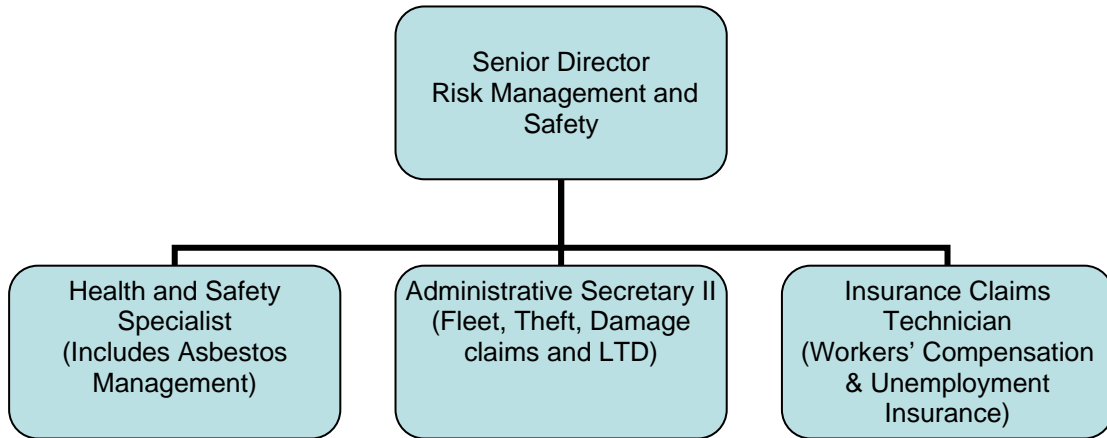 Senior Director
Risk Management and
Safety
Health and Safety
Specialist
(Includes Asbestos
Management)
Administrative Secretary II
(Fleet, Theft, Damage
claims and LTD)
Insurance Claims
Technician
(Workers’ Compensation
& Unemployment
Insurance)